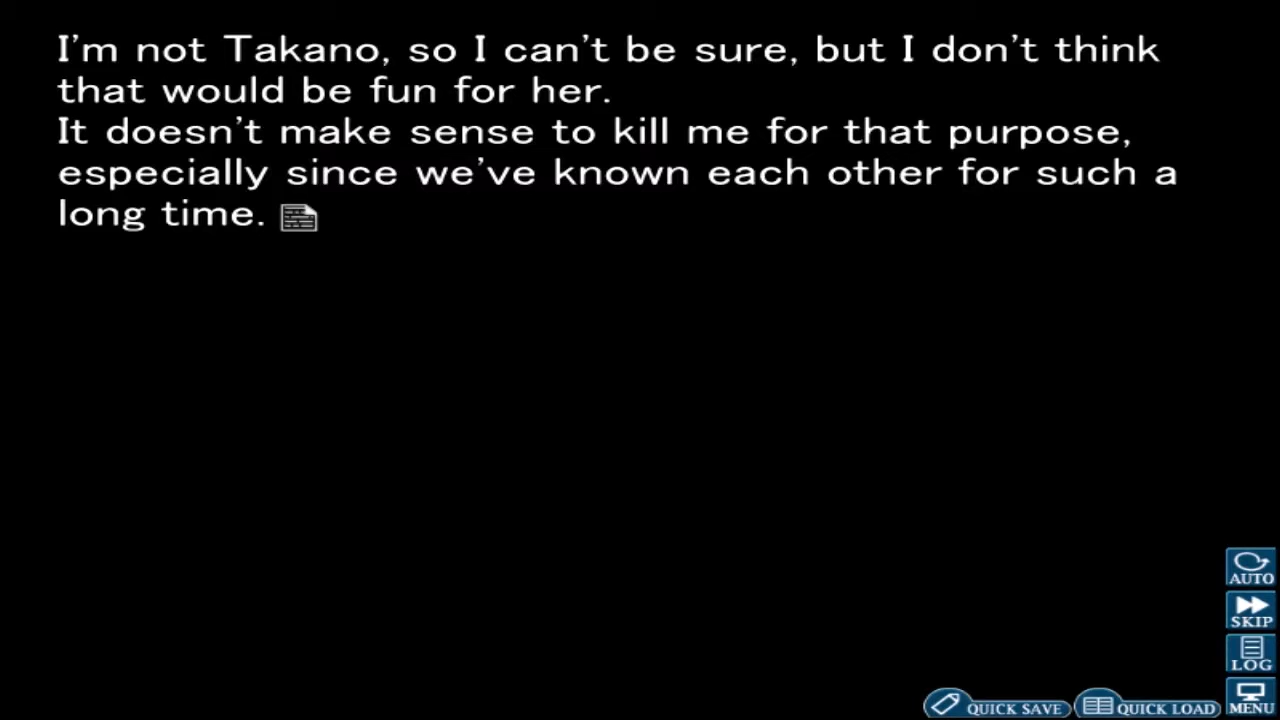 I'm not Takano, so I can't be sure, but I don't think
that would be fun for her.
It doesn't make sense to kill me for that purpose,
especially since we've known each other for such a
long time.
AUTO
SKIP
LOG
MENU
QUICK SAVE
QUICK LOAD